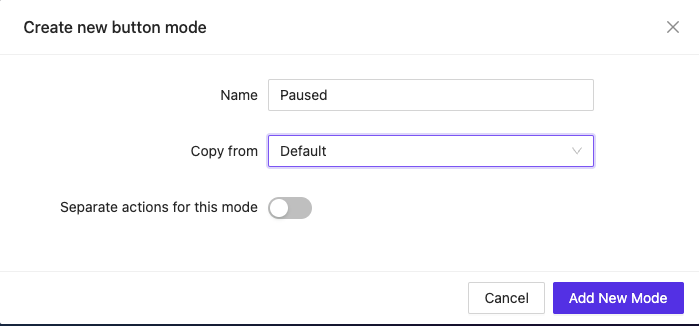 Create new button mode
Name Paused
Copy from Default
Separate actions for this mode
Cancel Add New Mode